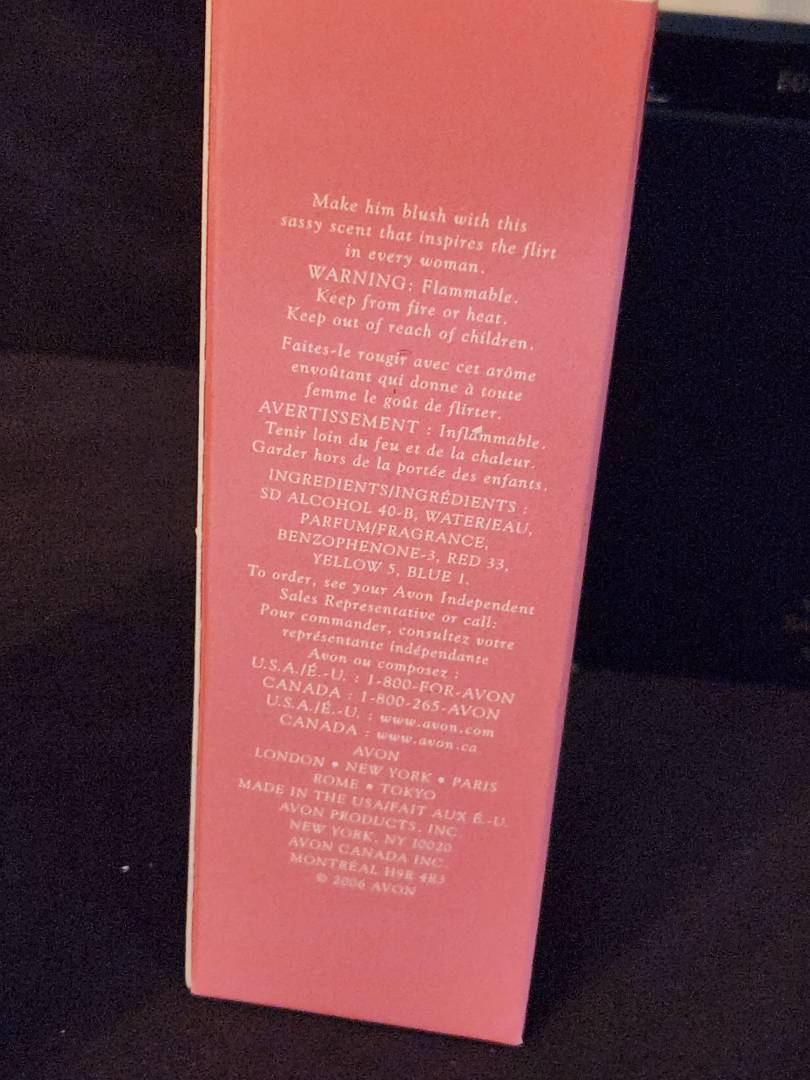 Make him blush with this
sassy scent that inspires the flirt
in every woman.
WARNING: Flammable.
Keep from fire or heat.
Keep out of reach of children.
Faites-le rougir avec cet arôme
envoûtant qui donne à toute
femme le goût de flirter.
AVERTISSEMENT : Inflammable.
Tenir loin du feu et de la chaleur.
Garder hors de la portée des enfants.
INGREDIENTS/INGRÉDIENTS :
SD ALCOHOL 40-B, WATER/EAU,
PARFUM/FRAGRANCE,
BENZOPHENONE-3, RED 33,
YELLOW 5, BLUE 1.
To order, see your Avon Independent
Sales Representative or call:
Pour commander, consultez votre
représentante indépendante
Avon ou composez :
U.S.A./É.-U. : 1-800-FOR-AVON
CANADA : 1-800-265-AVON
U.S.A./É.-U. : www.avon.com
CANADA : www.avon.ca
AVON
LONDON • NEW YORK • PARIS
ROME • TOKYO
MADE IN THE USA/FAIT AUX É.-U.
AVON PRODUCTS, INC.
NEW YORK, NY 10020
AVON CANADA INC.
MONTRÉAL H9R 4R3
© 2006 AVON